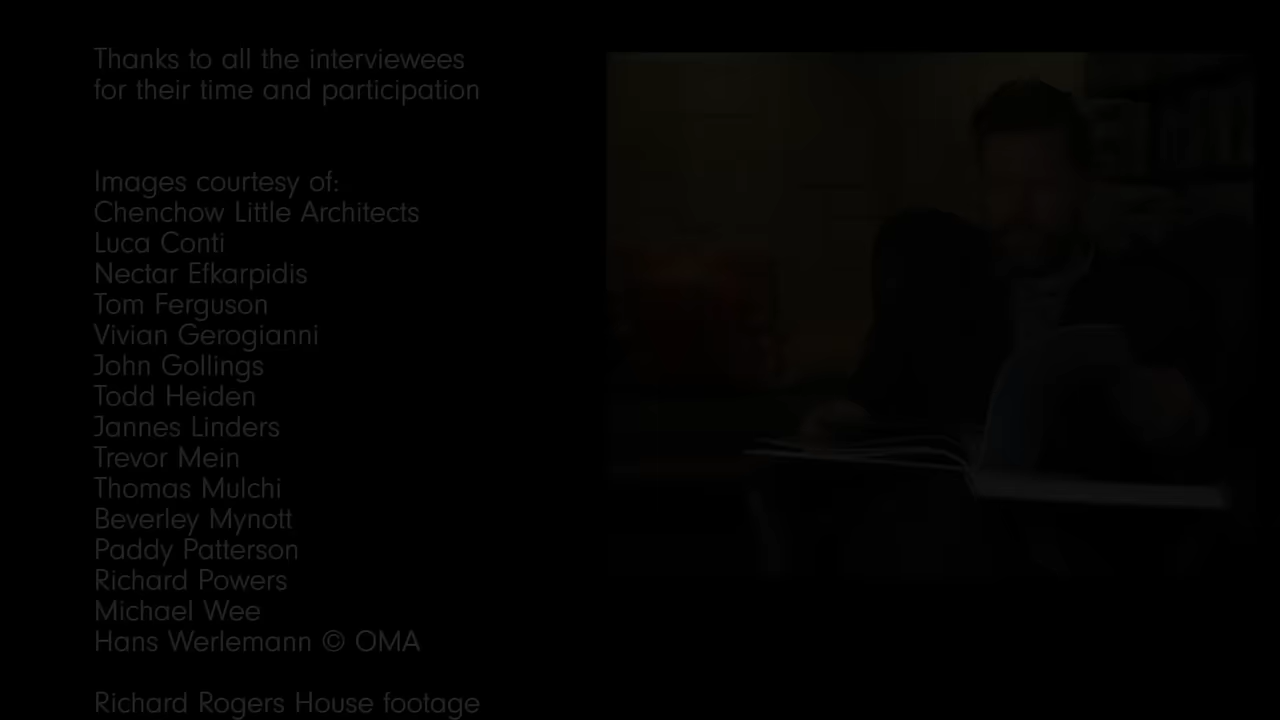 Thanks to all the interviewees
for their time and participation
Images courtesy of:
Chenchow Little Architects
Luca Conti
Nectar Efkarpidis
Tom Ferguson
Vivian Gerogianni
John Gollings
Todd Heiden
Jannes Linders
Trevor Mein
Thomas Mulchi
Beverley Mynott
Paddy Patterson
Richard Powers
Michael Wee
Hans Werlemann © OMA
Richard Rogers House footage